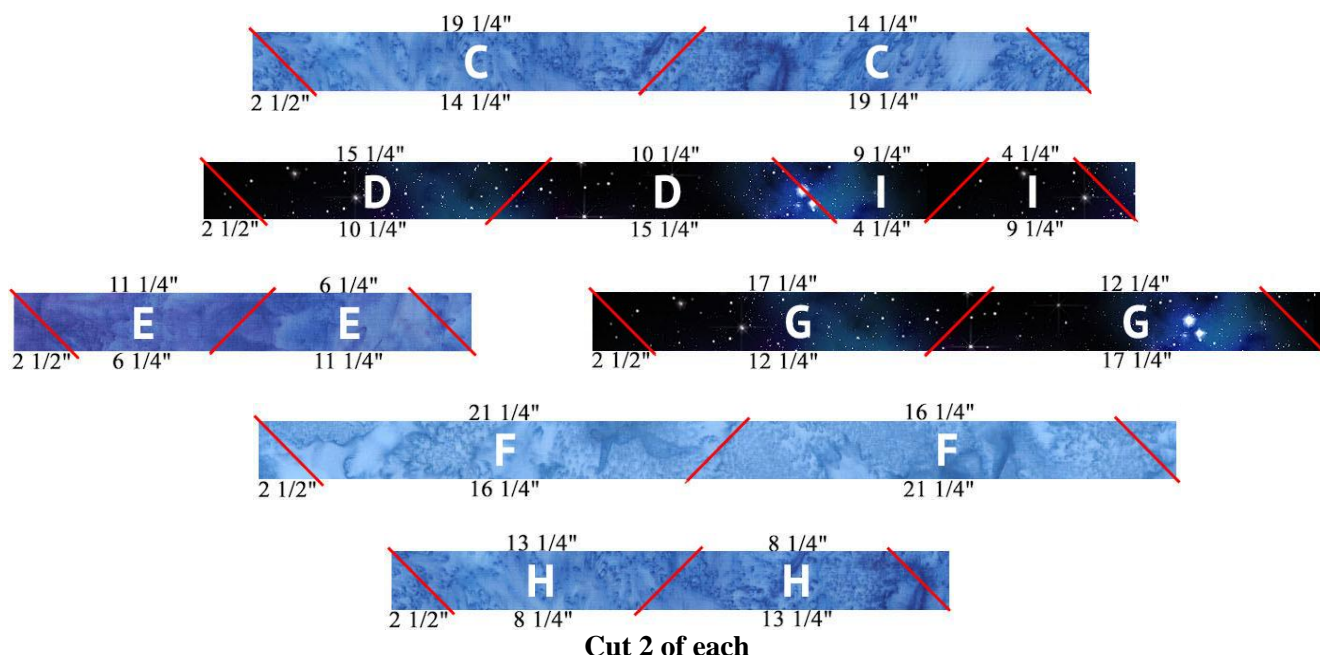 19 1/4" 14 1/4"
C C
2 1/2" 14 1/4" 19 1/4"
15 1/4" 10 1/4" 9 1/4" 4 1/4"
D D I I
2 1/2" 10 1/4" 15 1/4" 4 1/4" 9 1/4"
11 1/4" 6 1/4" 17 1/4" 12 1/4"
E E G G
2 1/2" 6 1/4" 11 1/4" 2 1/2" 12 1/4" 17 1/4"
21 1/4" 16 1/4"
F F
2 1/2" 16 1/4" 21 1/4"
13 1/4" 8 1/4"
H H
2 1/2" 8 1/4" 13 1/4"
Cut 2 of each